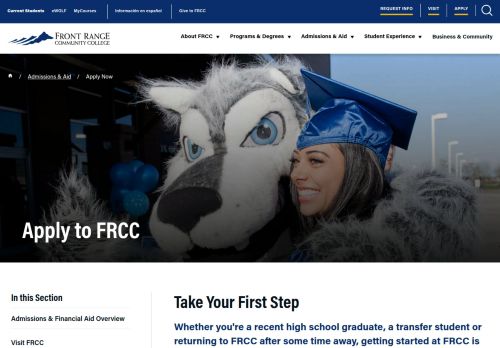 Current Students eWOLF MyCourses Información en español Give to FRCC REQUEST INFO VISIT APPLY
FRONT RANGE
COMMUNITY COLLEGE
About FRCC Programs & Degrees Admissions & Aid Student Experience Business & Community
/ Admissions & Aid / Apply Now
Apply to FRCC
In this Section
Admissions & Financial Aid Overview
Visit FRCC
Take Your First Step
Whether you're a recent high school graduate, a transfer student or
returning to FRCC after some time away, getting started at FRCC is